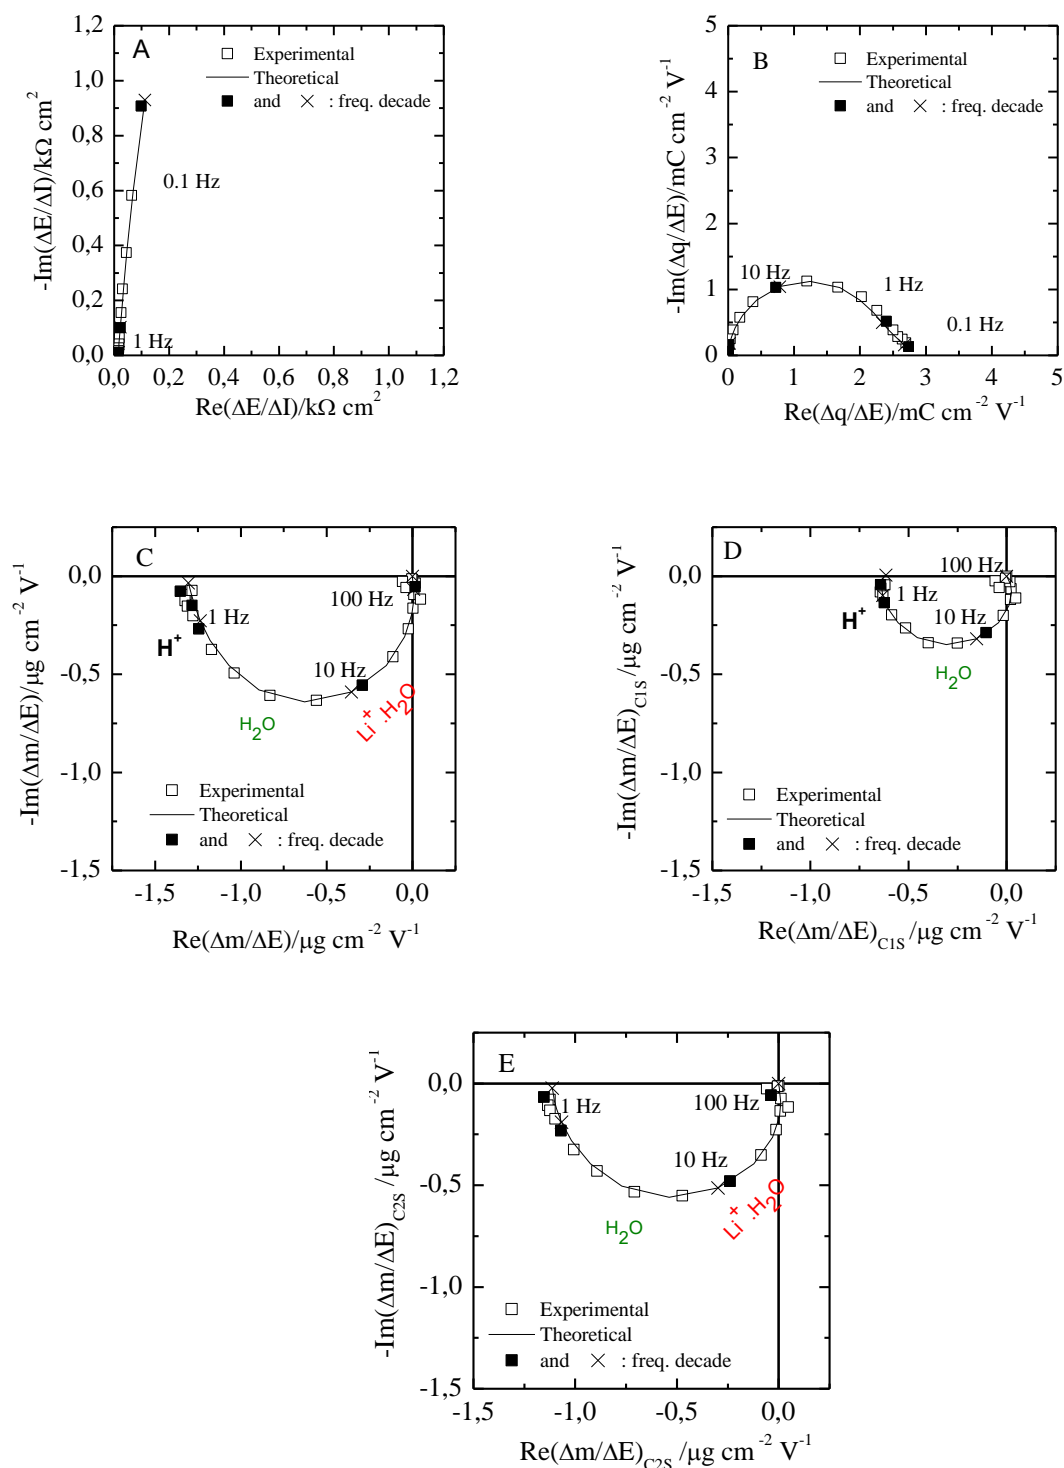 A
Experimental
Theoretical
and × : freq. decade
0.1 Hz
1 Hz
1,2
1,0
0,8
0,6
0,4
0,2
0,0
0,0 0,2 0,4 0,6 0,8 1,0 1,2
-Im(ΔE/ΔI)/kΩ cm²
Re(ΔE/ΔI)/kΩ cm²
B
Experimental
Theoretical
and × : freq. decade
10 Hz
1 Hz
0.1 Hz
5
4
3
2
1
0
0 1 2 3 4 5
-Im(Δq/ΔE)/mC cm⁻² V⁻¹
Re(Δq/ΔE)/mC cm⁻² V⁻¹
C
100 Hz
1 Hz
H⁺
10 Hz
H₂O
Li⁺.H₂O
Experimental
Theoretical
and × : freq. decade
0,0
-0,5
-1,0
-1,5
-1,5 -1,0 -0,5 0,0
-Im(Δm/ΔE)/μg cm⁻² V⁻¹
Re(Δm/ΔE)/μg cm⁻² V⁻¹
D
100 Hz
1 Hz
H⁺
10 Hz
H₂O
Experimental
Theoretical
and × : freq. decade
0,0
-0,5
-1,0
-1,5
-1,5 -1,0 -0,5 0,0
-Im(Δm/ΔE)C1S /μg cm⁻² V⁻¹
Re(Δm/ΔE)C1S /μg cm⁻² V⁻¹
E
1 Hz
100 Hz
10 Hz
H₂O
Li⁺.H₂O
Experimental
Theoretical
and × : freq. decade
0,0
-0,5
-1,0
-1,5
-1,5 -1,0 -0,5 0,0
-Im(Δm/ΔE)C2S /μg cm⁻² V⁻¹
Re(Δm/ΔE)C2S /μg cm⁻² V⁻¹